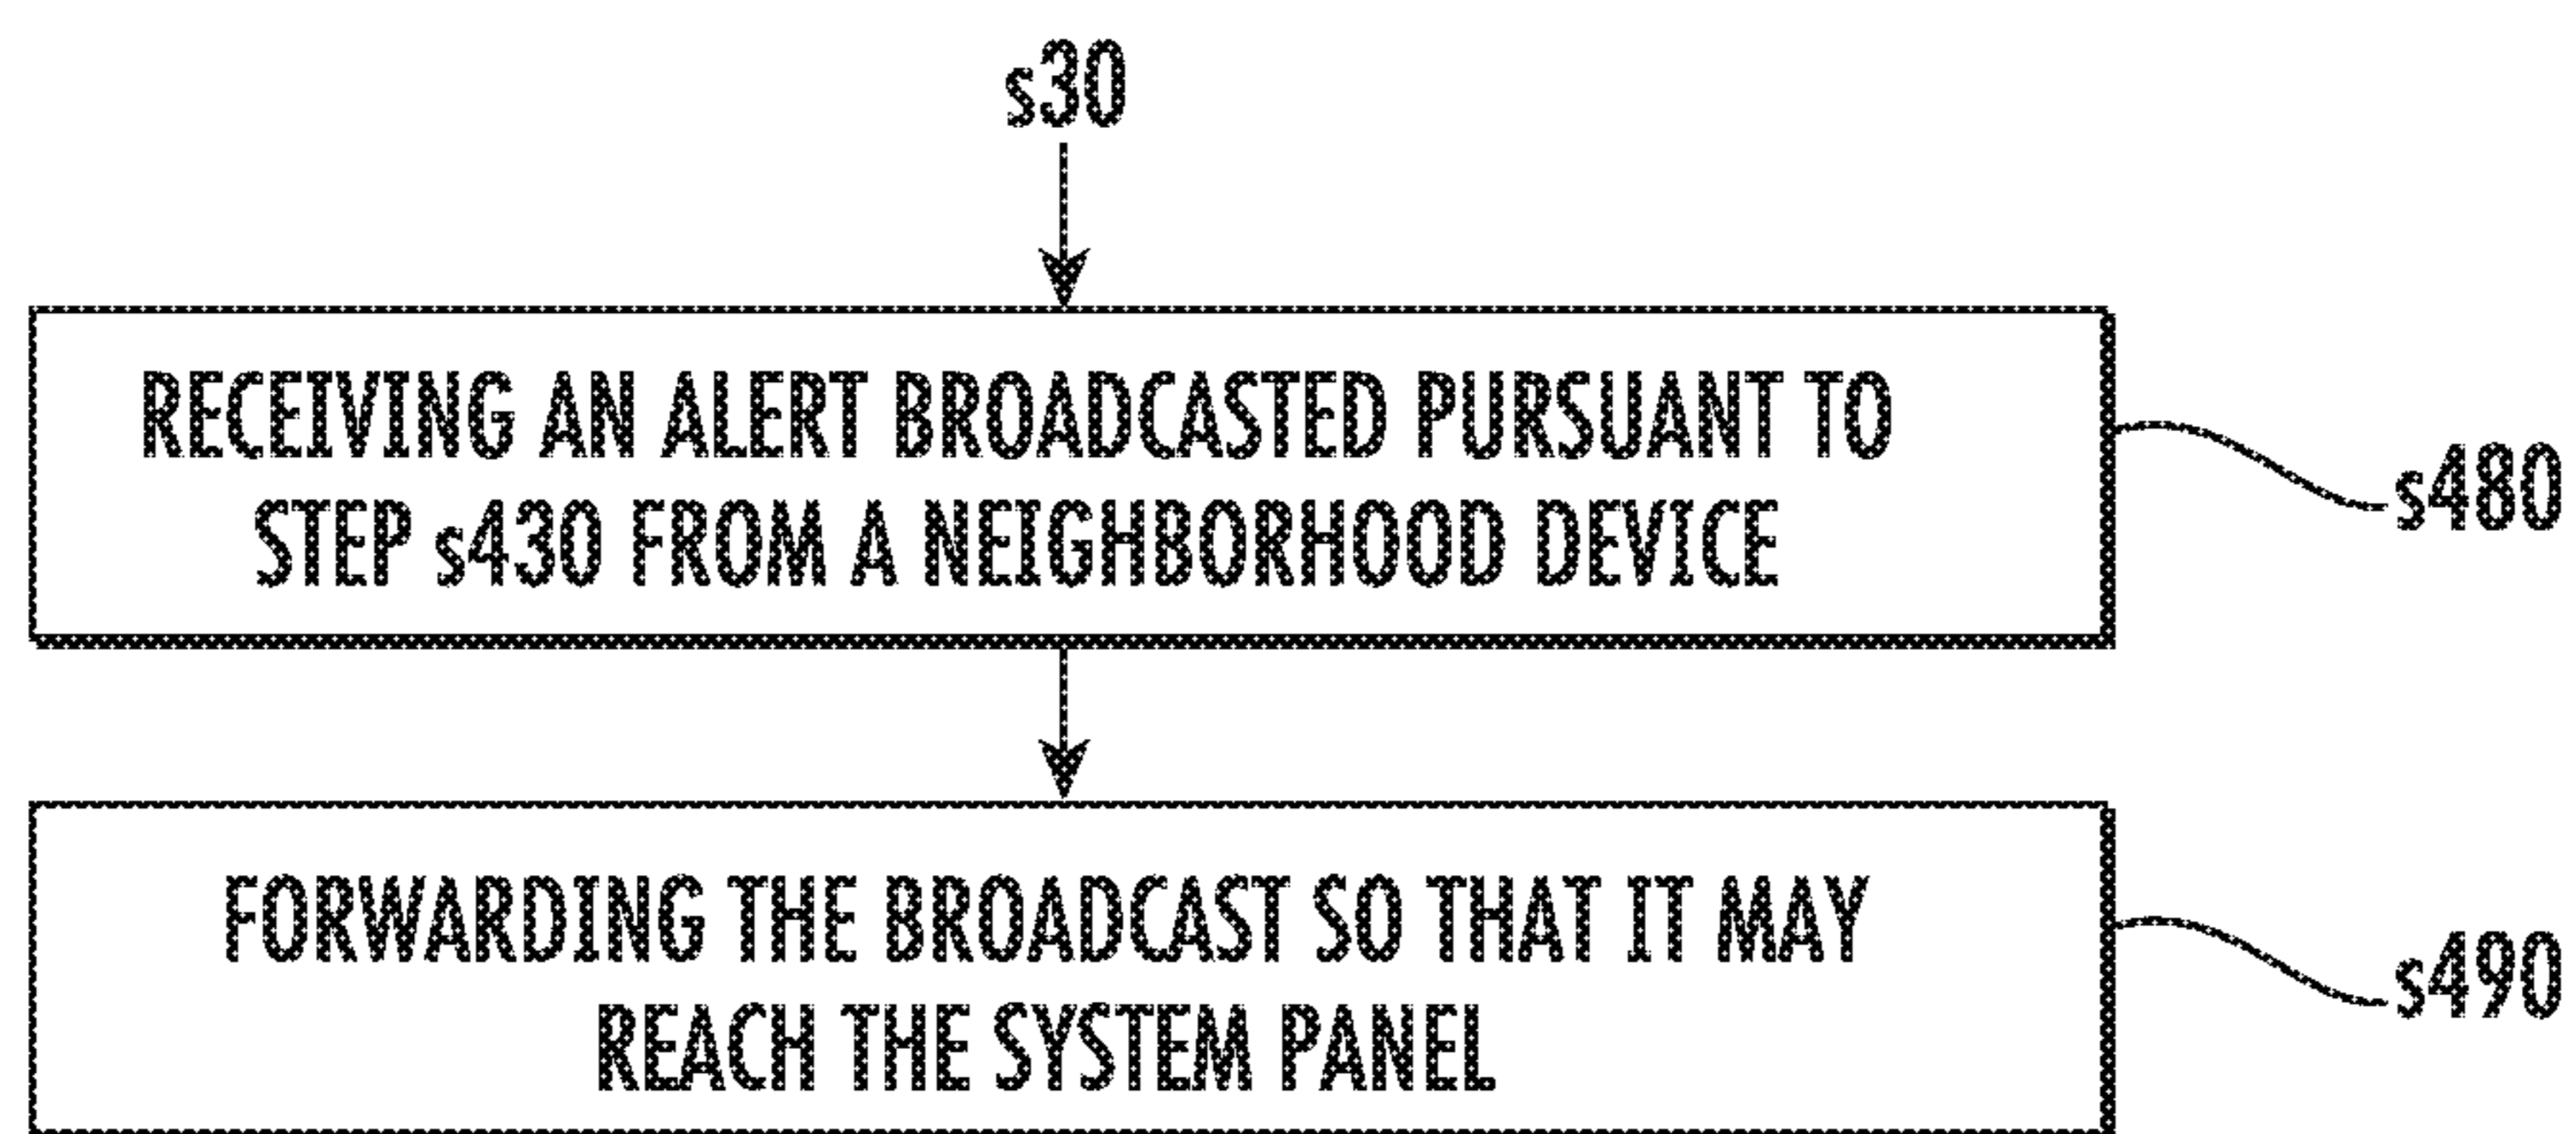 s30
RECEIVING AN ALERT BROADCASTED PURSUANT TO
STEP s430 FROM A NEIGHBORHOOD DEVICE
s480
FORWARDING THE BROADCAST SO THAT IT MAY
REACH THE SYSTEM PANEL
s490